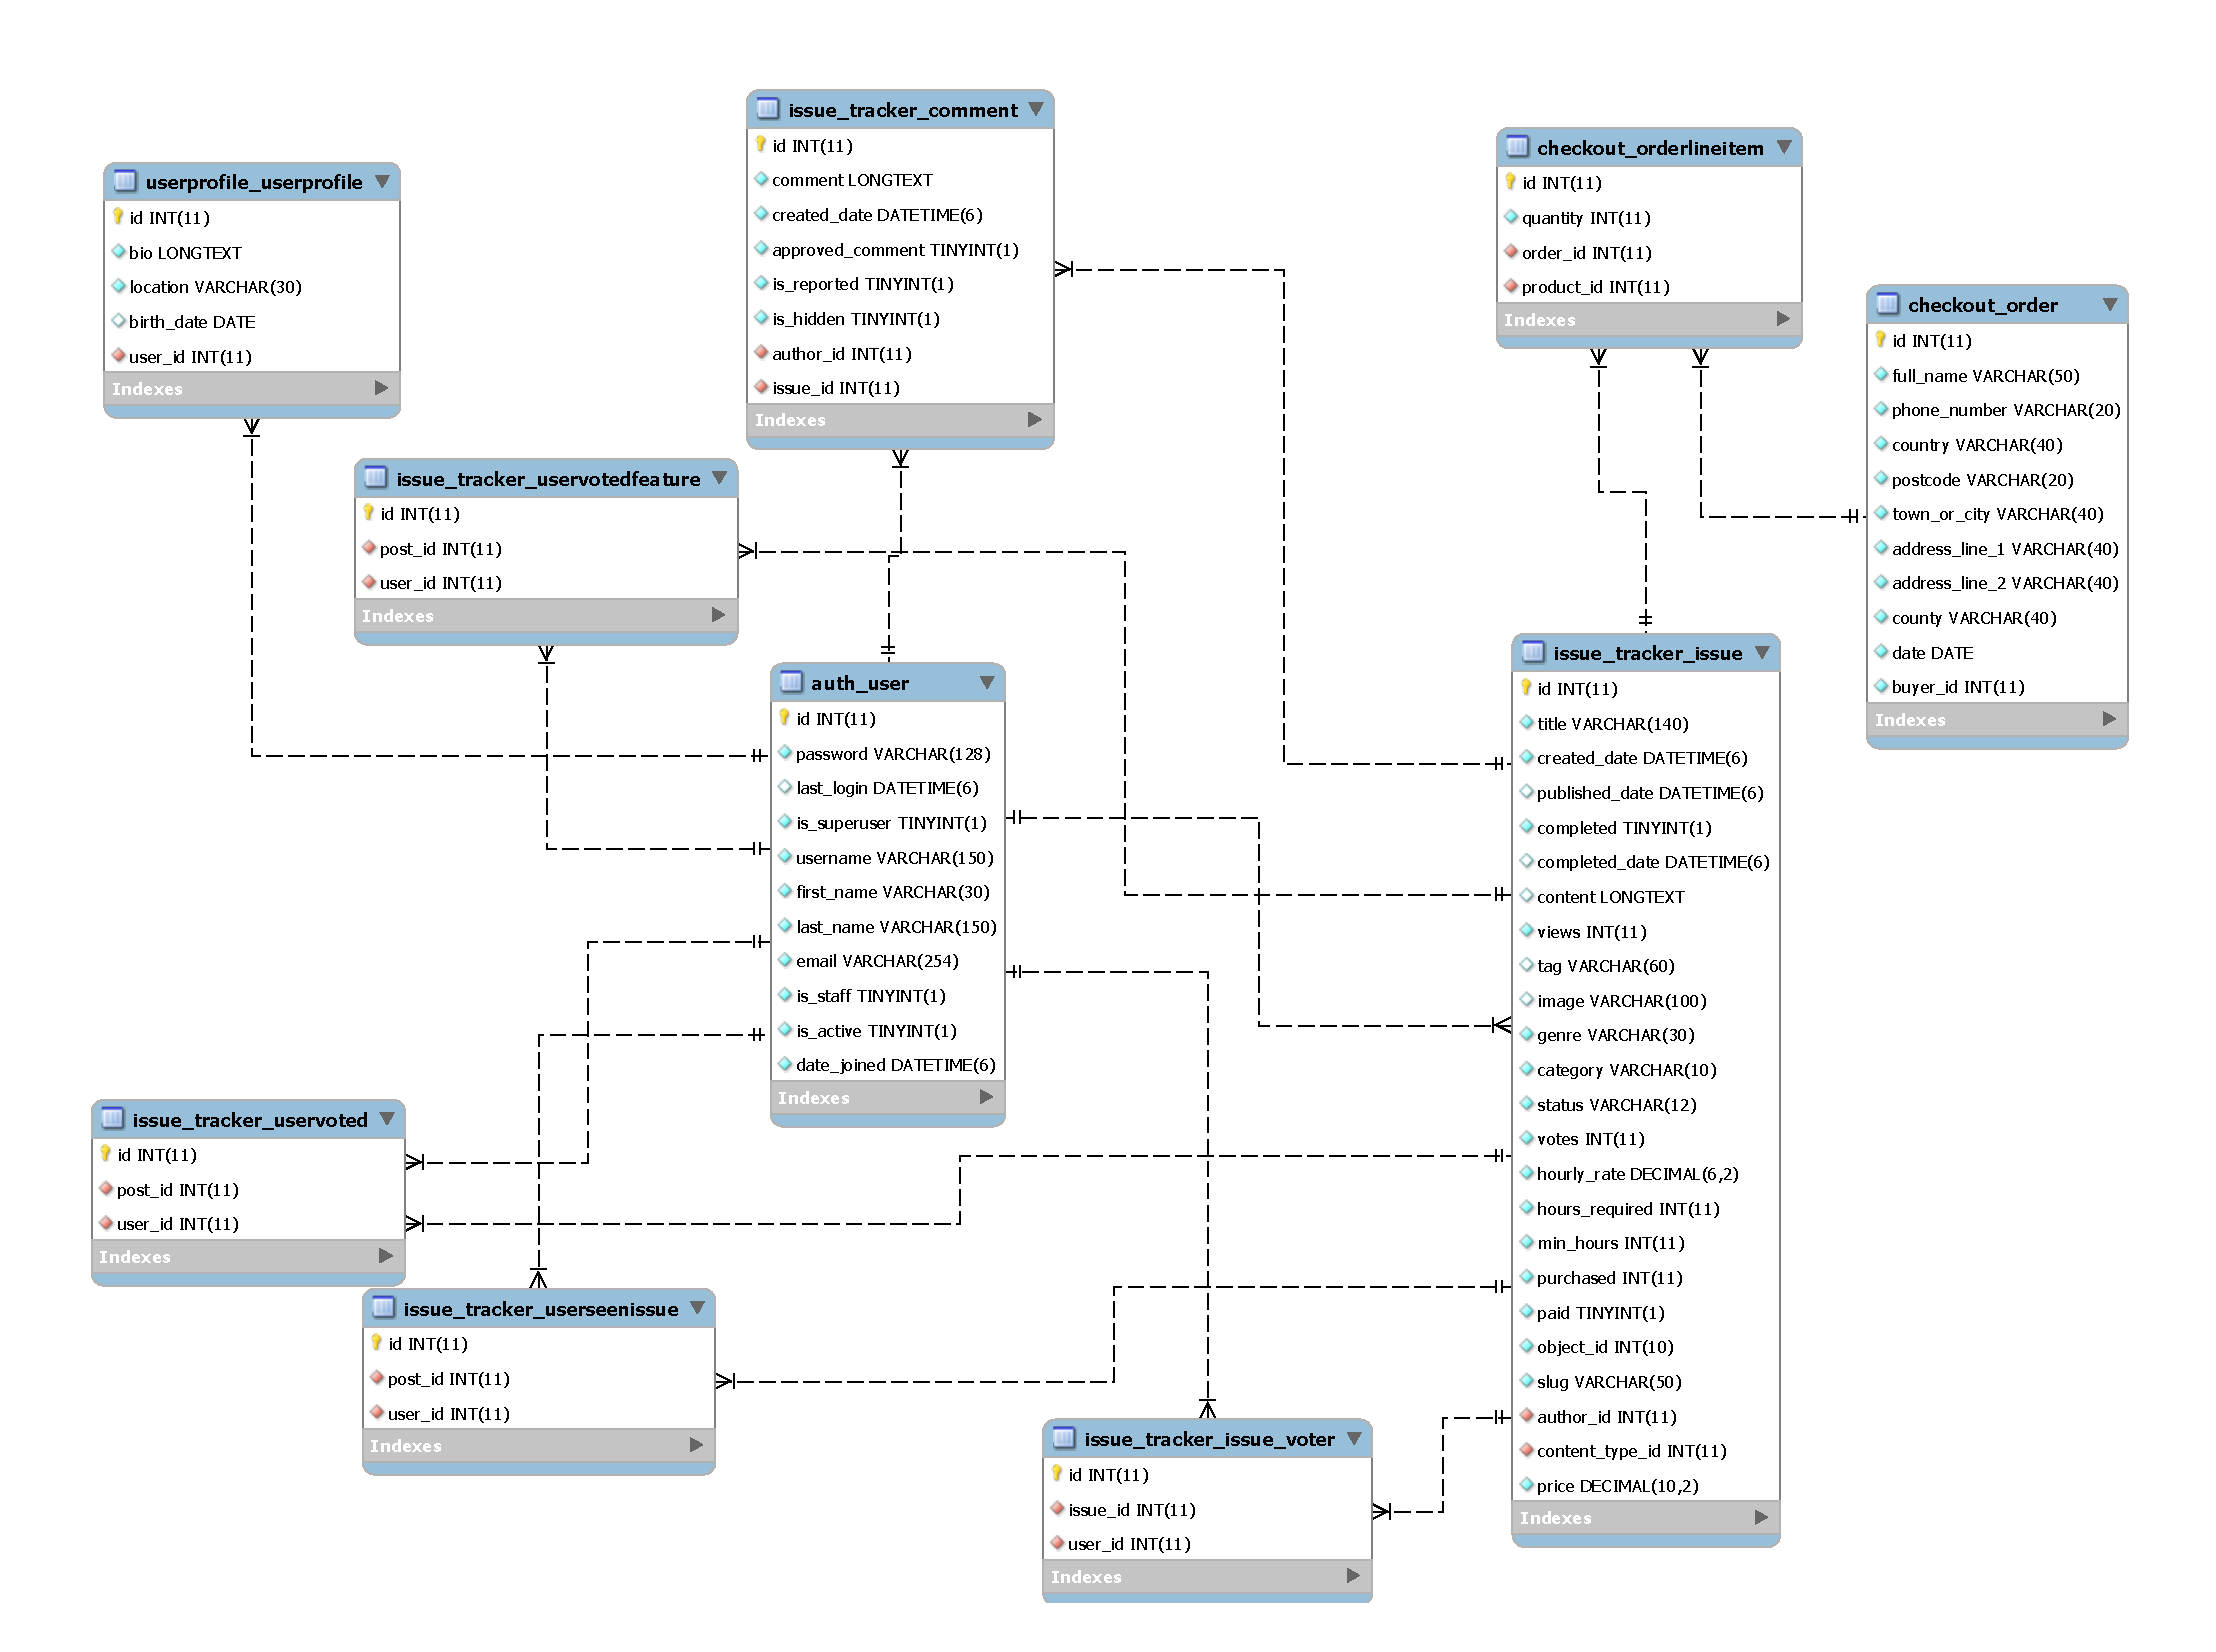 issue_tracker_comment
id INT(11)
comment LONGTEXT
created_date DATETIME(6)
approved_comment TINYINT(1)
is_reported TINYINT(1)
is_hidden TINYINT(1)
author_id INT(11)
issue_id INT(11)
Indexes
checkout_orderlineitem
id INT(11)
quantity INT(11)
order_id INT(11)
product_id INT(11)
Indexes
userprofile_userprofile
id INT(11)
bio LONGTEXT
location VARCHAR(30)
birth_date DATE
user_id INT(11)
Indexes
checkout_order
id INT(11)
full_name VARCHAR(50)
phone_number VARCHAR(20)
country VARCHAR(40)
postcode VARCHAR(20)
town_or_city VARCHAR(40)
address_line_1 VARCHAR(40)
address_line_2 VARCHAR(40)
county VARCHAR(40)
date DATE
buyer_id INT(11)
Indexes
issue_tracker_uservotedfeature
id INT(11)
post_id INT(11)
user_id INT(11)
Indexes
auth_user
id INT(11)
password VARCHAR(128)
last_login DATETIME(6)
is_superuser TINYINT(1)
username VARCHAR(150)
first_name VARCHAR(30)
last_name VARCHAR(150)
email VARCHAR(254)
is_staff TINYINT(1)
is_active TINYINT(1)
date_joined DATETIME(6)
Indexes
issue_tracker_issue
id INT(11)
title VARCHAR(140)
created_date DATETIME(6)
published_date DATETIME(6)
completed TINYINT(1)
completed_date DATETIME(6)
content LONGTEXT
views INT(11)
tag VARCHAR(60)
image VARCHAR(100)
genre VARCHAR(30)
category VARCHAR(10)
status VARCHAR(12)
votes INT(11)
hourly_rate DECIMAL(6,2)
hours_required INT(11)
min_hours INT(11)
purchased INT(11)
paid TINYINT(1)
object_id INT(10)
slug VARCHAR(50)
author_id INT(11)
content_type_id INT(11)
price DECIMAL(10,2)
Indexes
issue_tracker_uservoted
id INT(11)
post_id INT(11)
user_id INT(11)
Indexes
issue_tracker_userseenissue
id INT(11)
post_id INT(11)
user_id INT(11)
Indexes
issue_tracker_issue_voter
id INT(11)
issue_id INT(11)
user_id INT(11)
Indexes